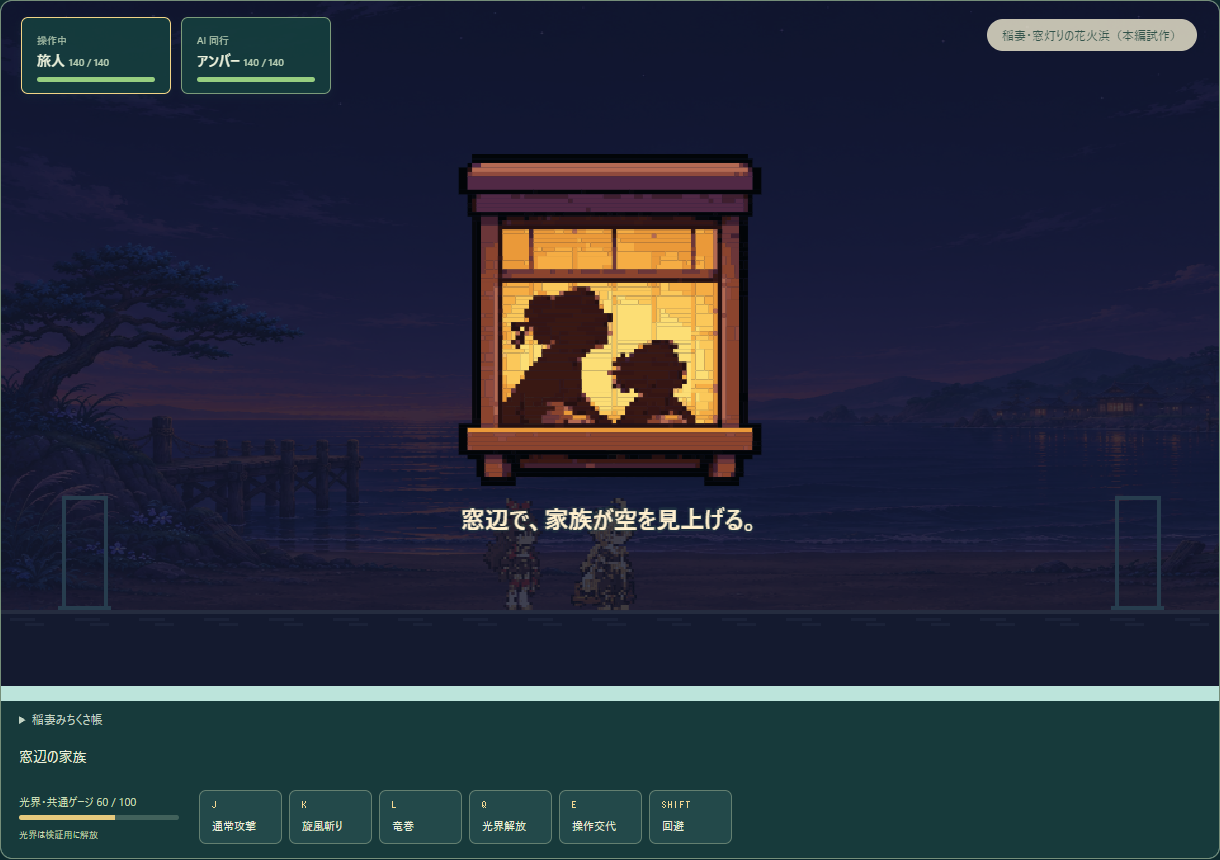 操作中
旅人 140 / 140
AI 同行
アンバー 140 / 140
稲妻・窓灯りの花火浜（本編試作）
窓辺で、家族が空を見上げる。
▶ 稲妻みちくさ帳
窓辺の家族
光界・共通ゲージ 60 / 100
光界は検証用に解放
J
通常攻撃
K
旋風斬り
L
竜巻
Q
光界解放
E
操作交代
SHIFT
回避